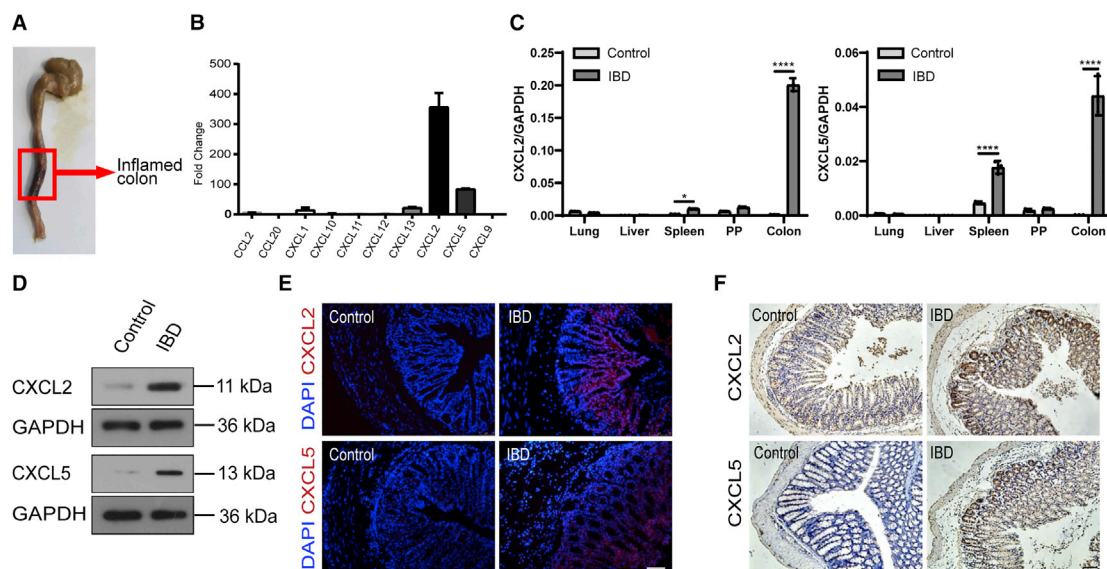 A
Inflamed
colon
B
Fold Change
500
400
300
200
100
0
CCL2
CCL20
CXCL1
CXCL10
CXCL11
CXCL12
CXCL13
CXCL2
CXCL5
CXCL9
C
CXCL2/GAPDH
0.25
0.20
0.15
0.10
0.05
0.00
Control
IBD
*
****
Lung Liver Spleen PP Colon
CXCL5/GAPDH
0.06
0.04
0.02
0.00
Control
IBD
****
****
Lung Liver Spleen PP Colon
D
Control IBD
CXCL2 11 kDa
GAPDH 36 kDa
CXCL5 13 kDa
GAPDH 36 kDa
E
DAPI CXCL2
Control IBD
DAPI CXCL5
Control IBD
F
CXCL2
Control IBD
CXCL5
Control IBD